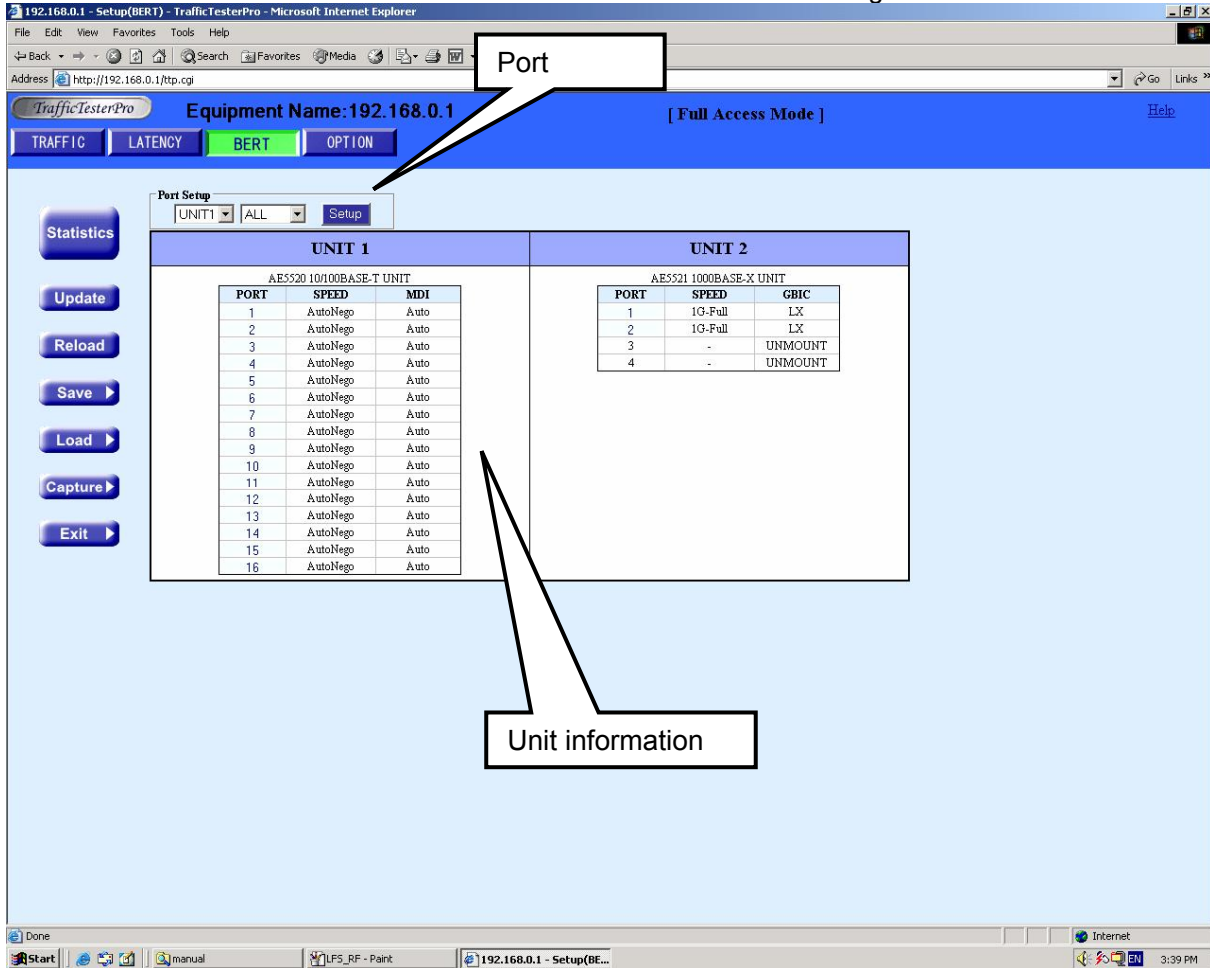 192.168.0.1 - Setup(BERT) - TrafficTesterPro - Microsoft Internet Explorer
File Edit View Favorites Tools Help
Back Search Favorites Media
Port
Address http://192.168.0.1/ttp.cgi Go Links »
TrafficTesterPro Equipment Name:192.168.0.1 [ Full Access Mode ] Help
TRAFFIC LATENCY BERT OPTION
Port Setup
UNIT1 ALL Setup
Statistics
Update
Reload
Save
Load
Capture
Exit
UNIT 1
AE5520 10/100BASE-T UNIT
PORT SPEED MDI
1 AutoNego Auto
2 AutoNego Auto
3 AutoNego Auto
4 AutoNego Auto
5 AutoNego Auto
6 AutoNego Auto
7 AutoNego Auto
8 AutoNego Auto
9 AutoNego Auto
10 AutoNego Auto
11 AutoNego Auto
12 AutoNego Auto
13 AutoNego Auto
14 AutoNego Auto
15 AutoNego Auto
16 AutoNego Auto
UNIT 2
AE5521 1000BASE-X UNIT
PORT SPEED GBIC
1 1G-Full LX
2 1G-Full LX
3 - UNMOUNT
4 - UNMOUNT
Unit information
Done Internet
Start manual LFS_RF - Paint 192.168.0.1 - Setup(BE... EN 3:39 PM